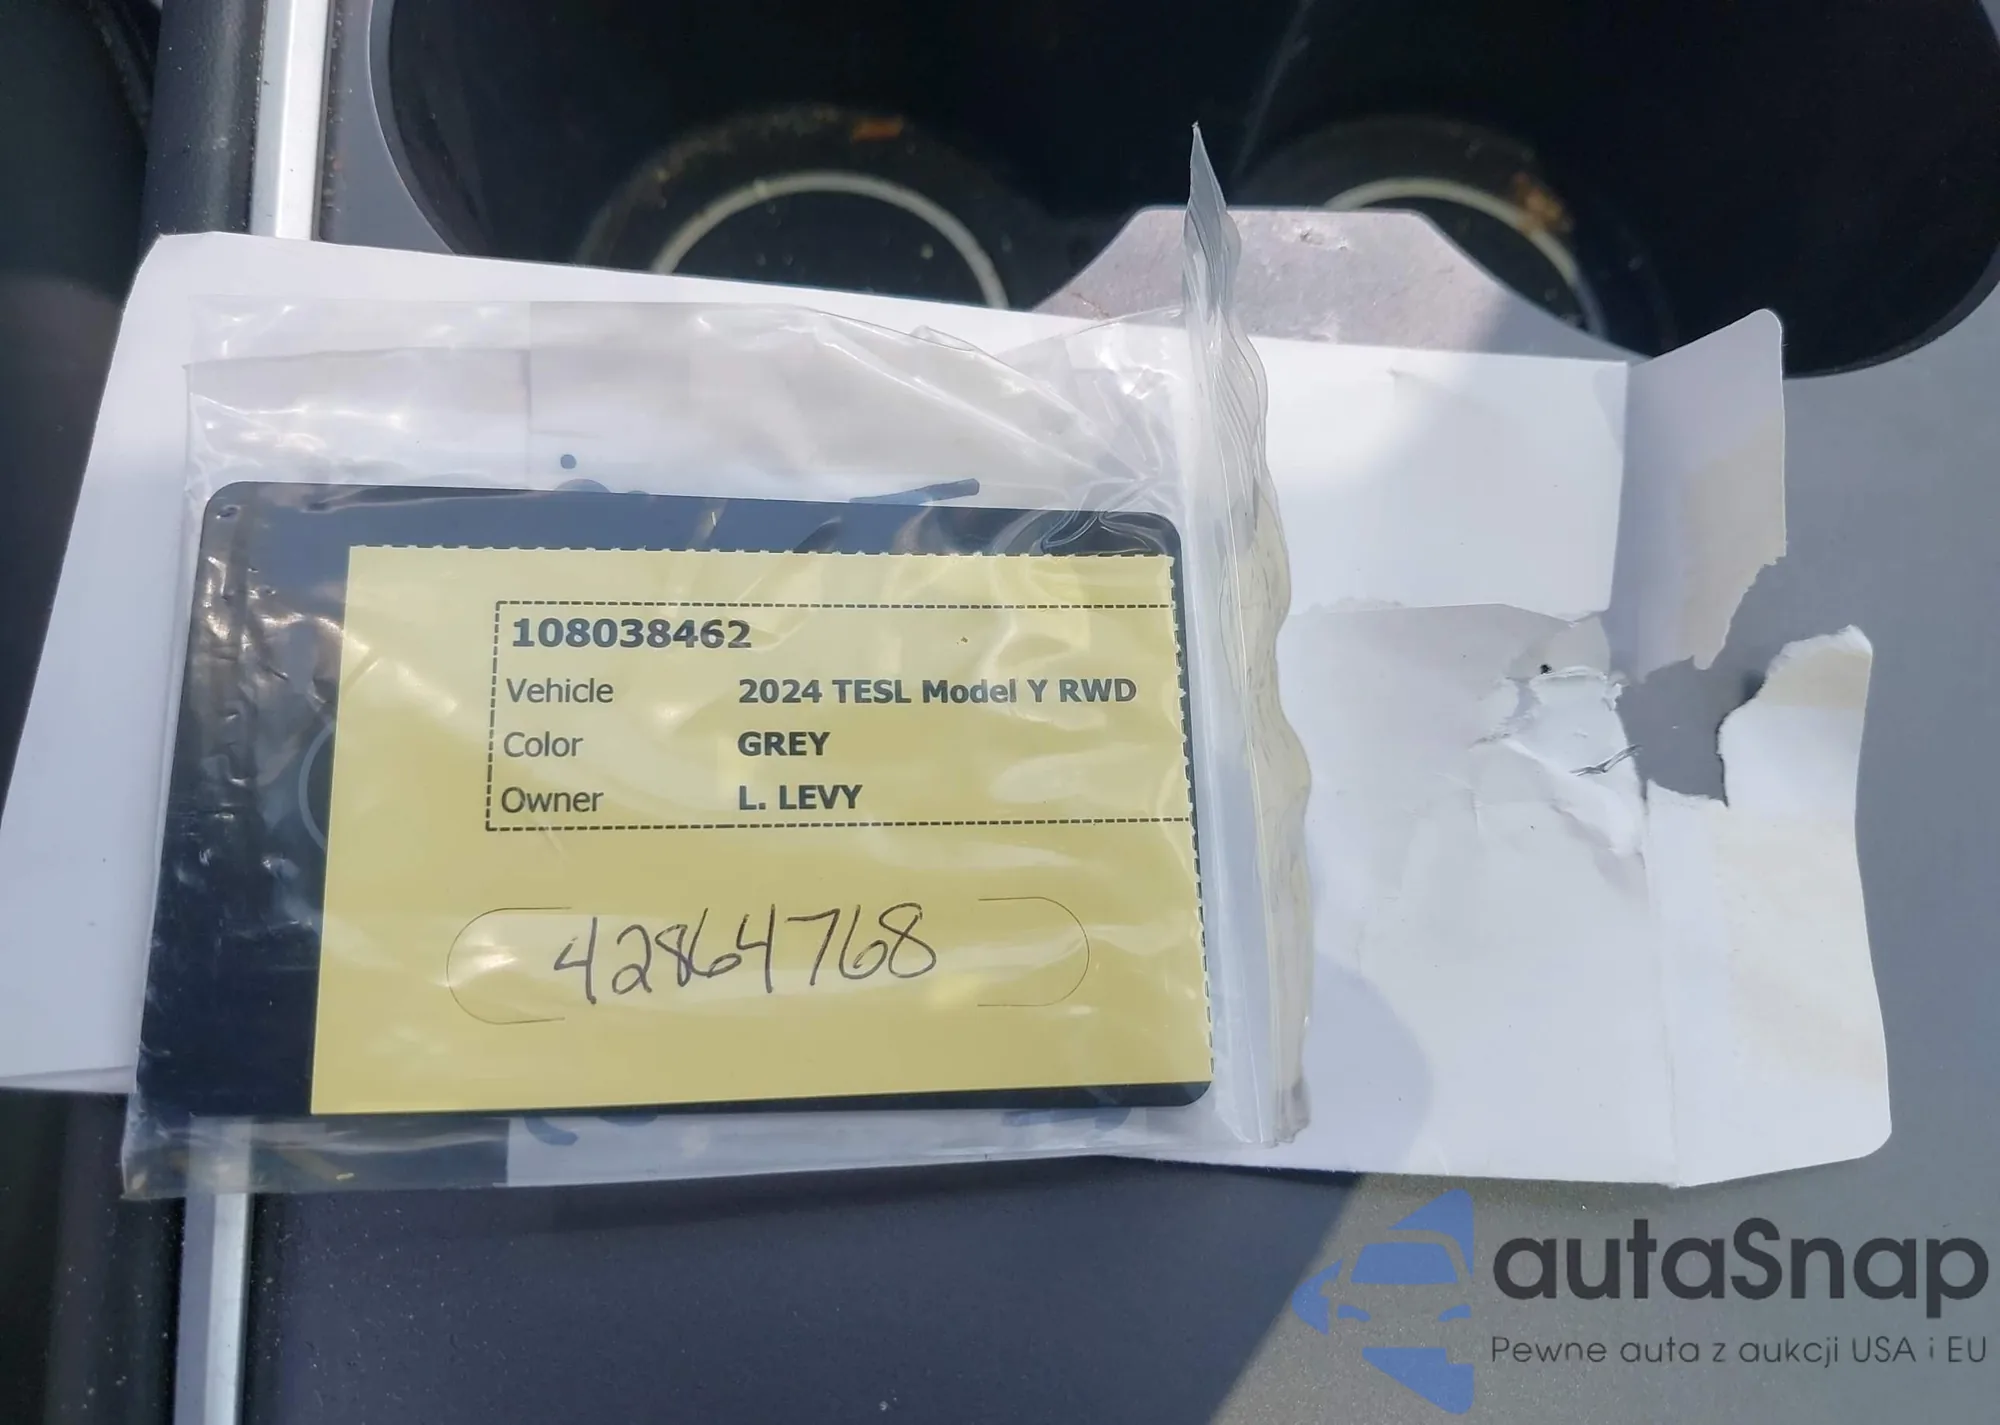 108038462
Vehicle 2024 TESL Model Y RWD
Color GREY
Owner L. LEVY
42864768
autaSnap
Pewne auta z aukcji USA i EU